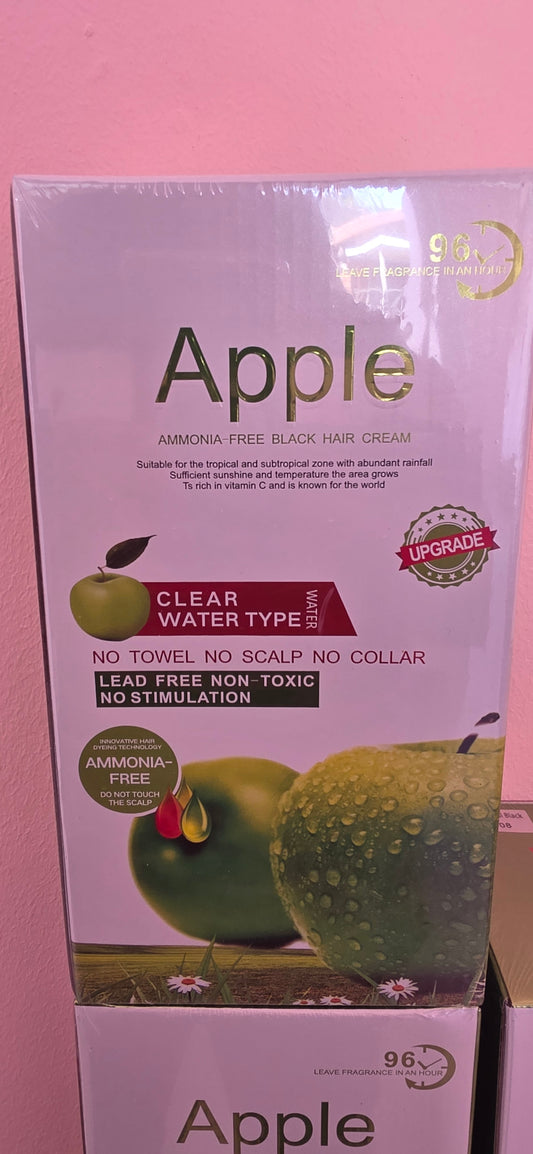 96
LEAVE FRAGRANCE IN AN HOUR
Apple
AMMONIA-FREE BLACK HAIR CREAM
Suitable for the tropical and subtropical zone with abundant rainfall
Sufficient sunshine and temperature the area grows
Ts rich in vitamin C and is known for the world
UPGRADE
CLEAR
WATER TYPE
WATER
NO TOWEL NO SCALP NO COLLAR
LEAD FREE NON-TOXIC
NO STIMULATION
INNOVATIVE HAIR
DYEING TECHNOLOGY
AMMONIA-
FREE
DO NOT TOUCH
THE SCALP
Black
08
96
LEAVE FRAGRANCE IN AN HOUR
Apple